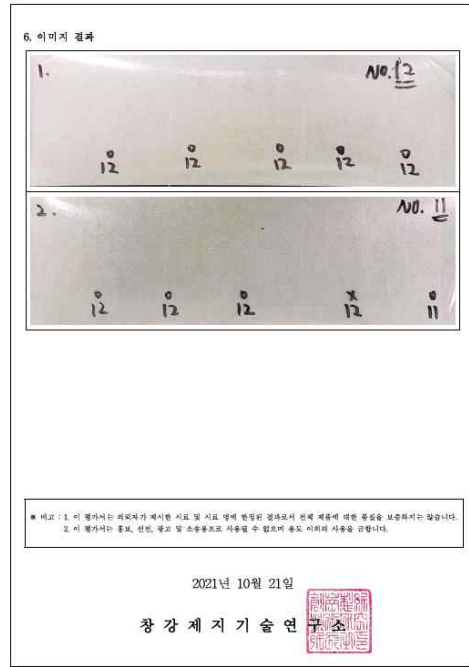 6. 이미지 결과
1.
NO. 12
12 12 12 12 12
2.
NO. 11
12 12 12 12 11
※ 비고 : 1. 이 평가서는 의뢰자가 제시한 시료 및 시료 명에 한정된 결과로서 전체 제품에 대한 품질을 보증하지는 않습니다.
2. 이 평가서는 홍보, 선전, 광고 및 소송용으로 사용될 수 없으며 용도 이외의 사용을 금합니다.
2021년 10월 21일
창강제지기술연구소